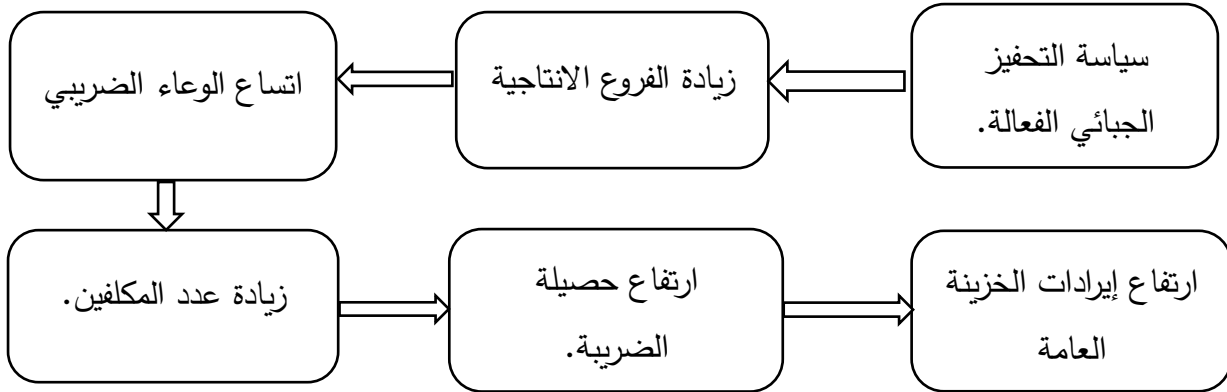 سياسة التحفيز
الجبائي الفعالة.
زيادة الفروع الانتاجية
اتساع الوعاء الضريبي
زيادة عدد المكلفين.
ارتفاع حصيلة
الضريبة.
ارتفاع إيرادات الخزينة
العامة